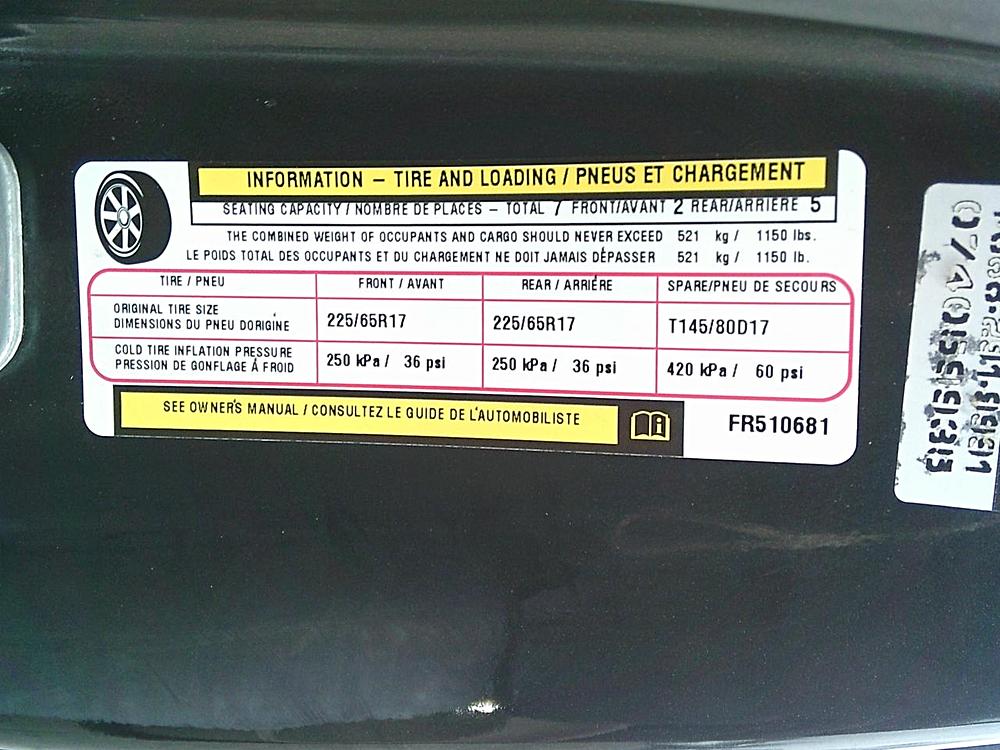 INFORMATION – TIRE AND LOADING / PNEUS ET CHARGEMENT
SEATING CAPACITY / NOMBRE DE PLACES – TOTAL 7 FRONT/AVANT 2 REAR/ARRIÈRE 5
THE COMBINED WEIGHT OF OCCUPANTS AND CARGO SHOULD NEVER EXCEED 521 kg / 1150 lbs.
LE POIDS TOTAL DES OCCUPANTS ET DU CHARGEMENT NE DOIT JAMAIS DÉPASSER 521 kg / 1150 lb.
TIRE / PNEU FRONT / AVANT REAR / ARRIÉRE SPARE/PNEU DE SECOURS
ORIGINAL TIRE SIZE
DIMENSIONS DU PNEU DORIGINE 225/65R17 225/65R17 T145/80D17
COLD TIRE INFLATION PRESSURE
PRESSION DE GONFLAGE Á FROID 250 kPa / 36 psi 250 kPa / 36 psi 420 kPa / 60 psi
SEE OWNER'S MANUAL / CONSULTEZ LE GUIDE DE L'AUTOMOBILISTE
FR510681